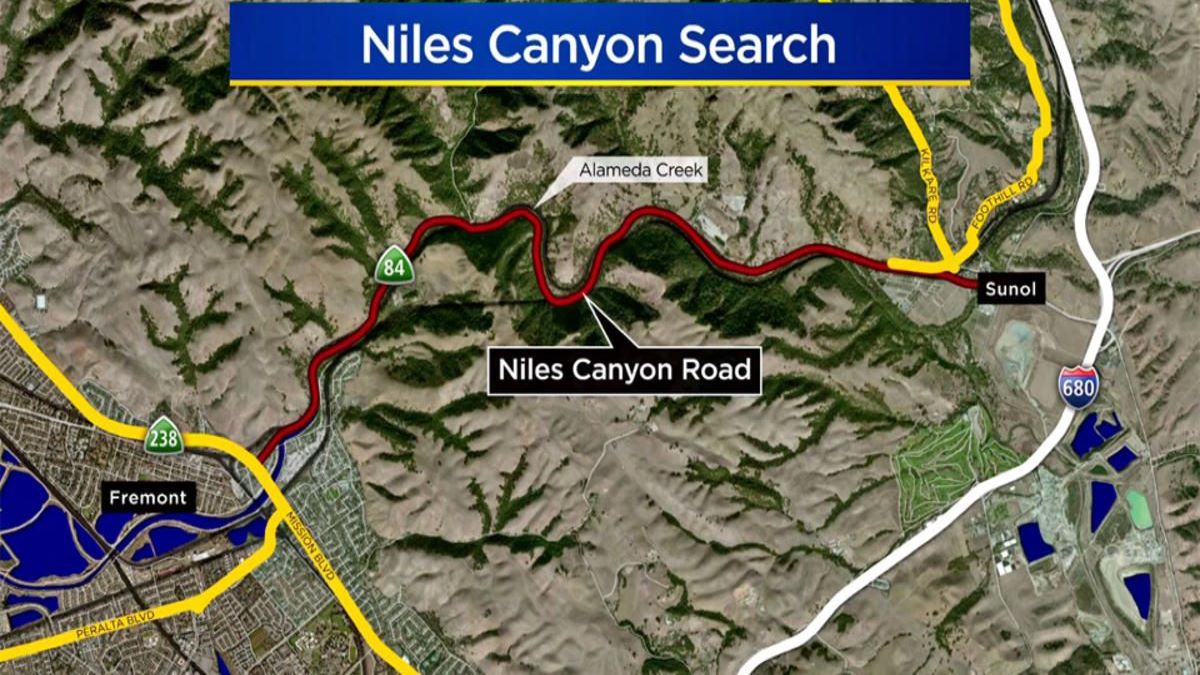 Niles Canyon Search
Alameda Creek
KILKARE RD
FOOTHILL RD
84
Sunol
Niles Canyon Road
680
238
Fremont
MISSION BLVD
PERALTA BLVD